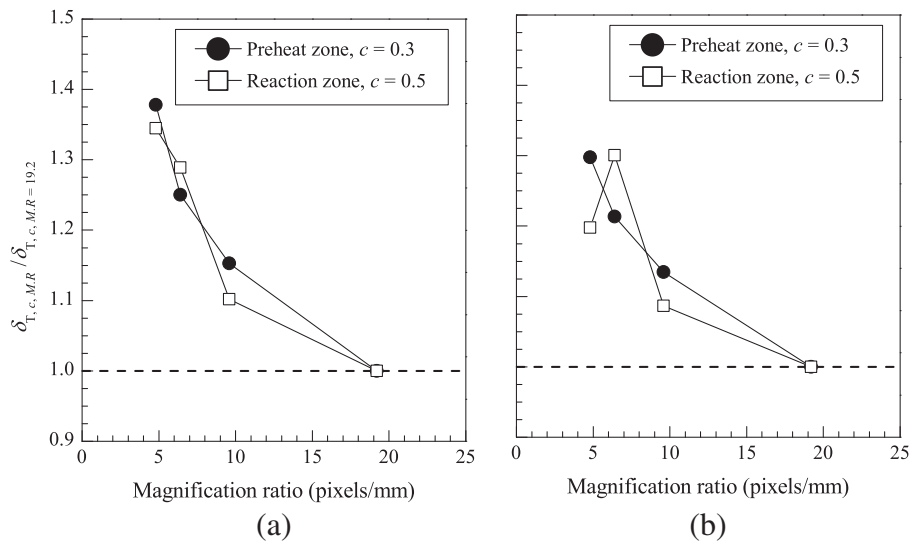 1.5
1.4
1.3
1.2
1.1
1.0
0.9
δT, c, M.R / δT, c, M.R = 19.2
Preheat zone, c = 0.3
Reaction zone, c = 0.5
0 5 10 15 20 25
Magnification ratio (pixels/mm)
(a)
Preheat zone, c = 0.3
Reaction zone, c = 0.5
0 5 10 15 20 25
Magnification ratio (pixels/mm)
(b)